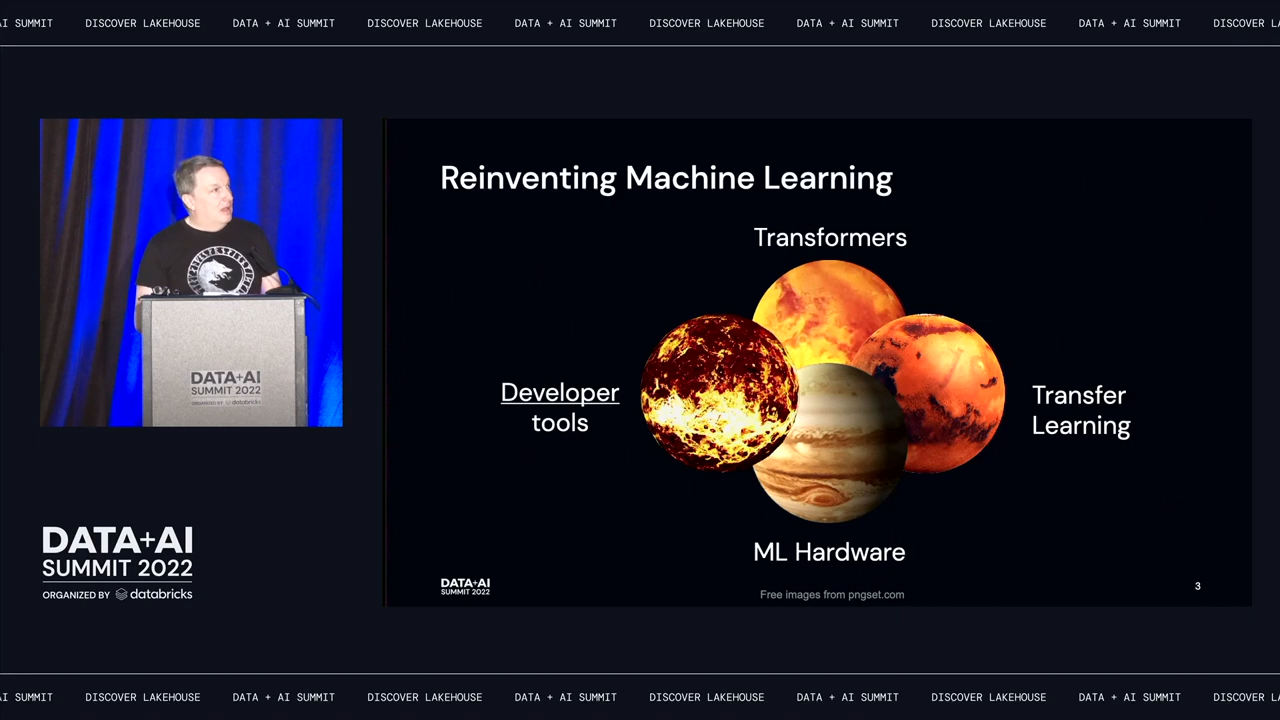 AI SUMMIT DISCOVER LAKEHOUSE DATA + AI SUMMIT DISCOVER LAKEHOUSE DATA + AI SUMMIT DISCOVER LAKEHOUSE DATA + AI SUMMIT DISCOVER LAKEHOUSE DATA + AI SUMMIT DISCOVER
Reinventing Machine Learning
Transformers
Developer
tools
Transfer
Learning
ML Hardware
DATA+AI
SUMMIT 2022
Free images from pngset.com
3
DATA+AI
SUMMIT 2022
ORGANIZED BY databricks
DATA+AI
SUMMIT 2022
ORGANIZED BY databricks
AI SUMMIT DISCOVER LAKEHOUSE DATA + AI SUMMIT DISCOVER LAKEHOUSE DATA + AI SUMMIT DISCOVER LAKEHOUSE DATA + AI SUMMIT DISCOVER LAKEHOUSE DATA + AI SUMMIT DISCOVER